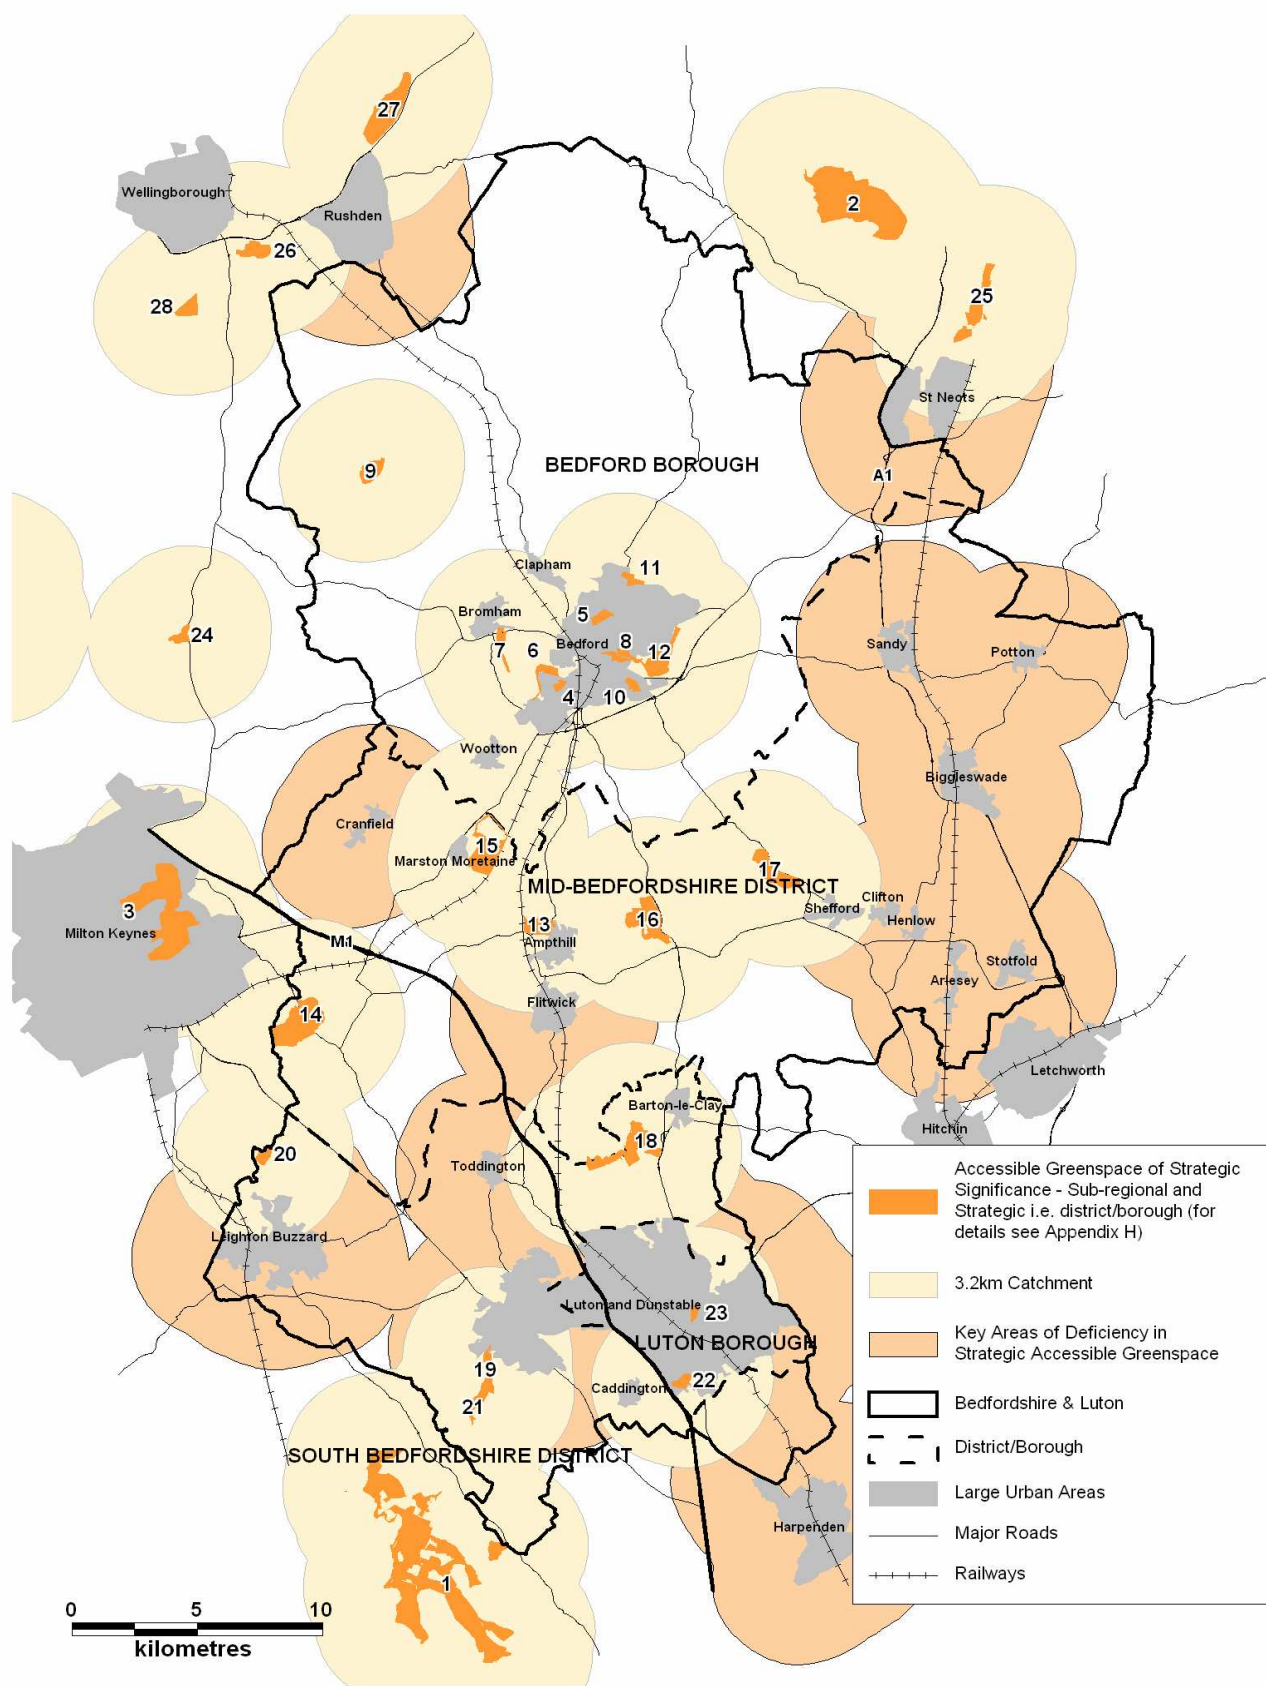 27
Wellingborough
Rushden
2
26
28
25
St Neots
9
BEDFORD BOROUGH
A1
Clapham
11
Bromham
5
24
7
6
Bedford
8
12
Sandy
Potton
4
10
Wootton
Biggleswade
Cranfield
15
Marston Moretaine
17
MID-BEDFORDSHIRE DISTRICT
3
Milton Keynes
16
Shefford
Clifton
Henlow
13
Ampthill
M1
Stotfold
Arlesey
Flitwick
14
Letchworth
Barton-le-Clay
Hitchin
18
20
Toddington
Leighton Buzzard
Luton and Dunstable
23
LUTON BOROUGH
19
Caddington
22
21
SOUTH BEDFORDSHIRE DISTRICT
Harpenden
1
Accessible Greenspace of Strategic
Significance - Sub-regional and
Strategic i.e. district/borough (for
details see Appendix H)
3.2km Catchment
Key Areas of Deficiency in
Strategic Accessible Greenspace
Bedfordshire & Luton
District/Borough
Large Urban Areas
Major Roads
Railways
0 5 10
kilometres